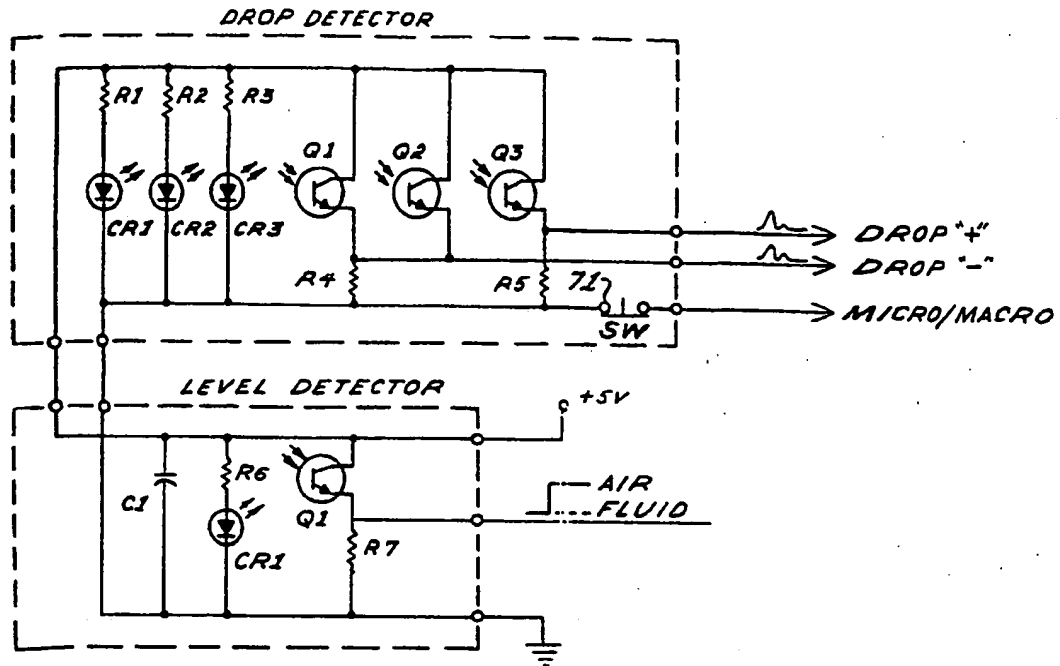 DROP DETECTOR
R1 R2 R3
Q1 Q2 Q3
CR1 CR2 CR3
DROP "+"
DROP "-"
R4 R5 71
SW
MICRO/MACRO
LEVEL DETECTOR
+5V
C1 R6 Q1
CR1 R7
AIR
FLUID